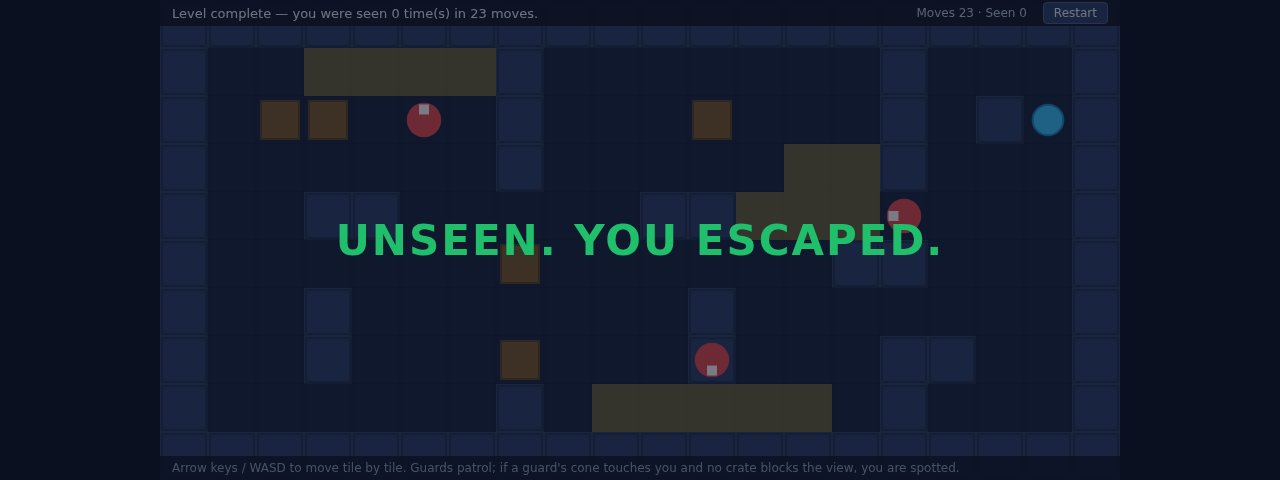 Level complete — you were seen 0 time(s) in 23 moves.
Moves 23 · Seen 0
Restart
UNSEEN. YOU ESCAPED.
Arrow keys / WASD to move tile by tile. Guards patrol; if a guard's cone touches you and no crate blocks the view, you are spotted.